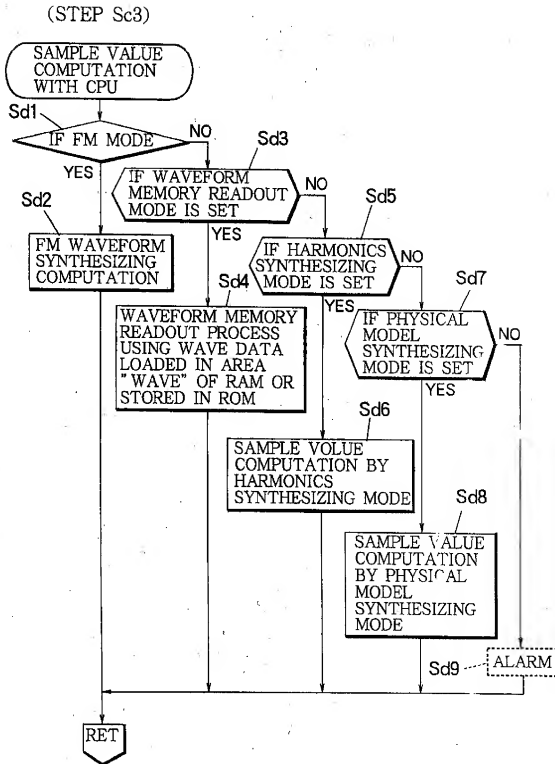 (STEP Sc3)
SAMPLE VALUE
COMPUTATION
WITH CPU
Sd1
IF FM MODE
NO
YES
Sd3
IF WAVEFORM
MEMORY READOUT
MODE IS SET
NO
YES
Sd2
FM WAVEFORM
SYNTHESIZING
COMPUTATION
Sd5
IF HARMONICS
SYNTHESIZING
MODE IS SET
NO
YES
Sd4
WAVEFORM MEMORY
READOUT PROCESS
USING WAVE DATA
LOADED IN AREA
"WAVE" OF RAM OR
STORED IN ROM
Sd7
IF PHYSICAL
MODEL
SYNTHESIZING
MODE IS SET
NO
YES
Sd6
SAMPLE VOLUE
COMPUTATION BY
HARMONICS
SYNTHESIZING MODE
Sd8
SAMPLE VALUE
COMPUTATION
BY PHYSICAL
MODEL
SYNTHESIZING
MODE
Sd9
ALARM
RET